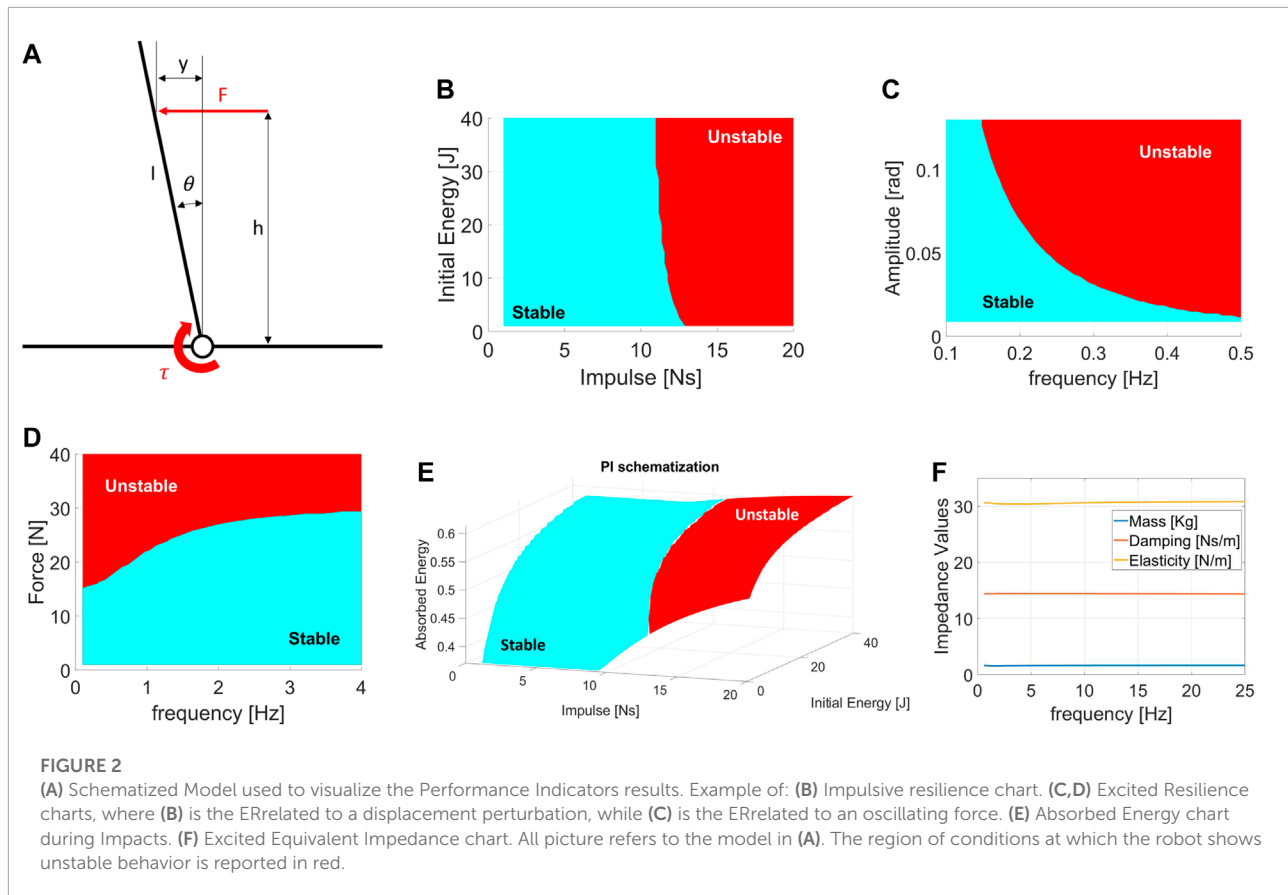 A
y
F
l
θ
h
τ
B
Initial Energy [J]
40
30
20
10
0
Unstable
Stable
0 5 10 15 20
Impulse [Ns]
C
Amplitude [rad]
0.1
0.05
0
Unstable
Stable
0.1 0.2 0.3 0.4 0.5
frequency [Hz]
D
Force [N]
40
30
20
10
0
Unstable
Stable
0 1 2 3 4
frequency [Hz]
E
PI schematization
Absorbed Energy
0.6
0.55
0.5
0.45
0.4
Unstable
Stable
0 5 10 15 20
Impulse [Ns]
0 20 40
Initial Energy [J]
F
Impedance Values
30
20
10
0
Mass [Kg]
Damping [Ns/m]
Elasticity [N/m]
0 5 10 15 20 25
frequency [Hz]
FIGURE 2
(A) Schematized Model used to visualize the Performance Indicators results. Example of: (B) Impulsive resilience chart. (C,D) Excited Resilience
charts, where (B) is the ERrelated to a displacement perturbation, while (C) is the ERrelated to an oscillating force. (E) Absorbed Energy chart
during Impacts. (F) Excited Equivalent Impedance chart. All picture refers to the model in (A). The region of conditions at which the robot shows
unstable behavior is reported in red.